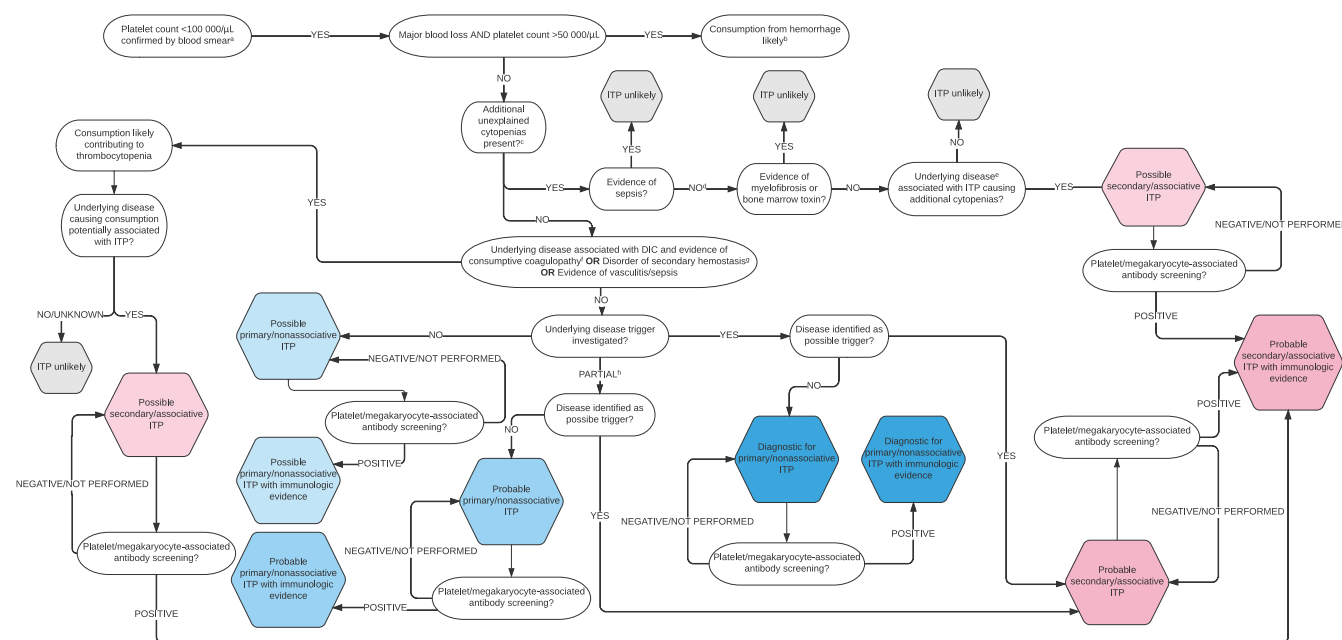 Platelet count <100 000/µL
confirmed by blood smearᵃ
YES
Major blood loss AND platelet count >50 000/µL
YES
Consumption from hemorrhage
likelyᵇ
NO
Additional
unexplained
cytopenias
present?ᶜ
YES
Evidence of
sepsis?
YES
ITP unlikely
NOᵈ
Evidence of
myelofibrosis or
bone marrow toxin?
YES
ITP unlikely
NO
Underlying diseaseᵉ
associated with ITP causing
additional cytopenias?
NO
ITP unlikely
YES
Possible
secondary/associative
ITP
NEGATIVE/NOT PERFORMED
Platelet/megakaryocyte-associated
antibody screening?
POSITIVE
Probable
secondary/associative
ITP with immunologic
evidence
NO
Underlying disease associated with DIC and evidence of
consumptive coagulopathyᶠ OR Disorder of secondary hemostasisᵍ
OR Evidence of vasculitis/sepsis
YES
Consumption likely
contributing to
thrombocytopenia
Underlying disease
causing consumption
potentially associated
with ITP?
NO/UNKNOWN
ITP unlikely
YES
Possible
secondary/associative
ITP
NEGATIVE/NOT PERFORMED
Platelet/megakaryocyte-associated
antibody screening?
POSITIVE
NO
Underlying disease trigger
investigated?
NO
Possible
primary/nonassociative
ITP
NEGATIVE/NOT PERFORMED
Platelet/megakaryocyte-associated
antibody screening?
POSITIVE
Possible
primary/nonassociative
ITP with immunologic
evidence
PARTIALʰ
Disease identified as
possibe trigger?
NO
Probable
primary/nonassociative
ITP
NEGATIVE/NOT PERFORMED
Platelet/megakaryocyte-associated
antibody screening?
POSITIVE
Probable
primary/nonassociative
ITP with immunologic
evidence
YES
YES
Disease identified as
possible trigger?
NO
Diagnostic for
primary/nonassociative
ITP
NEGATIVE/NOT PERFORMED
Platelet/megakaryocyte-associated
antibody screening?
POSITIVE
Diagnostic for
primary/nonassociative
ITP with immunologic
evidence
YES
Probable
secondary/associative
ITP
Platelet/megakaryocyte-associated
antibody screening?
POSITIVE
NEGATIVE/NOT PERFORMED